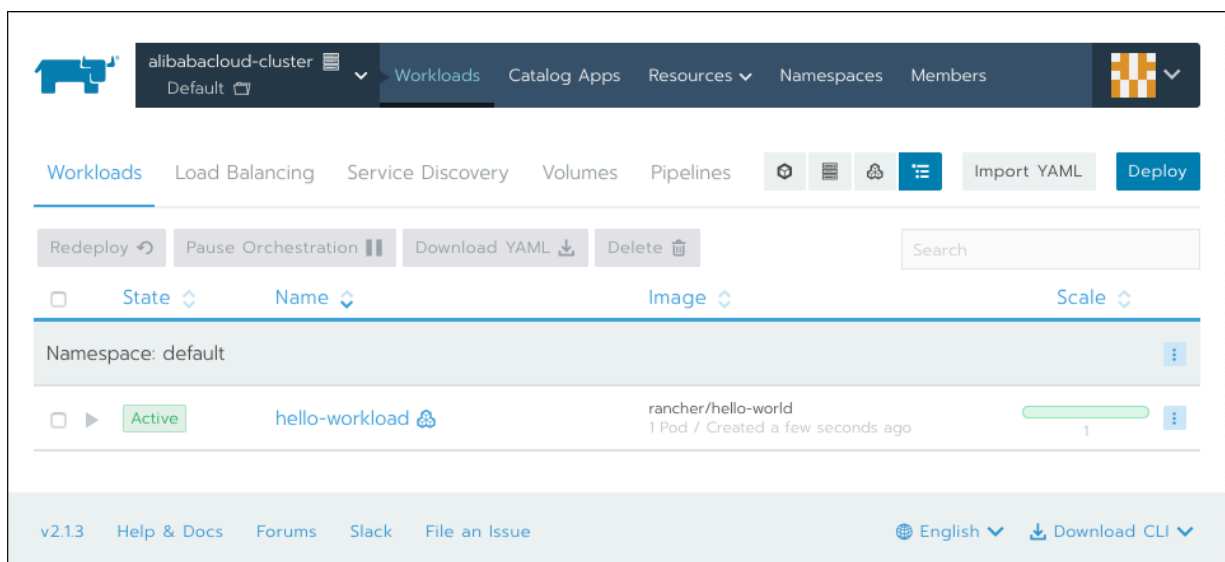 alibabacloud-cluster
Default
Workloads Catalog Apps Resources Namespaces Members
Workloads Load Balancing Service Discovery Volumes Pipelines Import YAML Deploy
Redeploy Pause Orchestration Download YAML Delete Search
State Name Image Scale
Namespace: default
Active hello-workload rancher/hello-world
1 Pod / Created a few seconds ago 1
v2.1.3 Help & Docs Forums Slack File an Issue English Download CLI